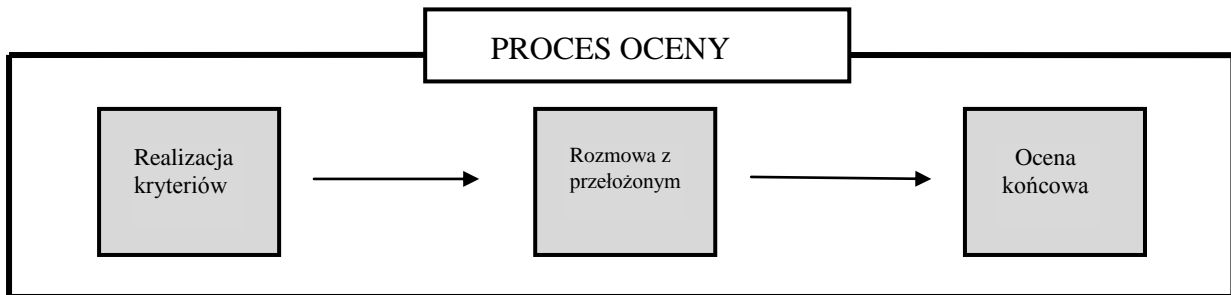 PROCES OCENY
Realizacja
kryteriów
Rozmowa z
przełożonym
Ocena
końcowa